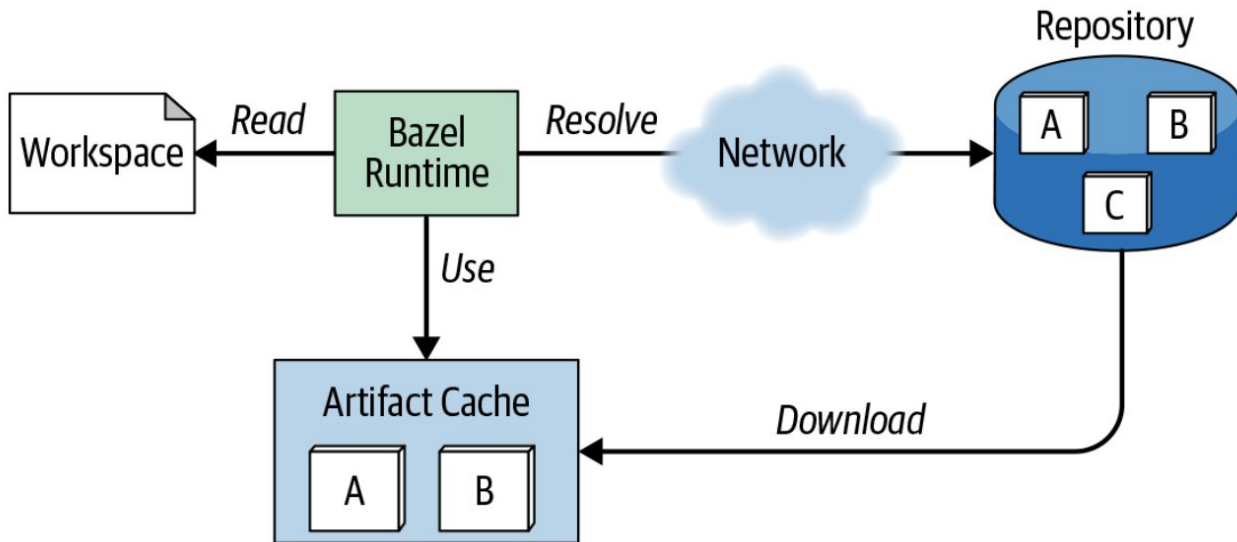 Repository
Workspace
Read
Bazel
Runtime
Resolve
Network
A
B
C
Use
Artifact Cache
A
B
Download